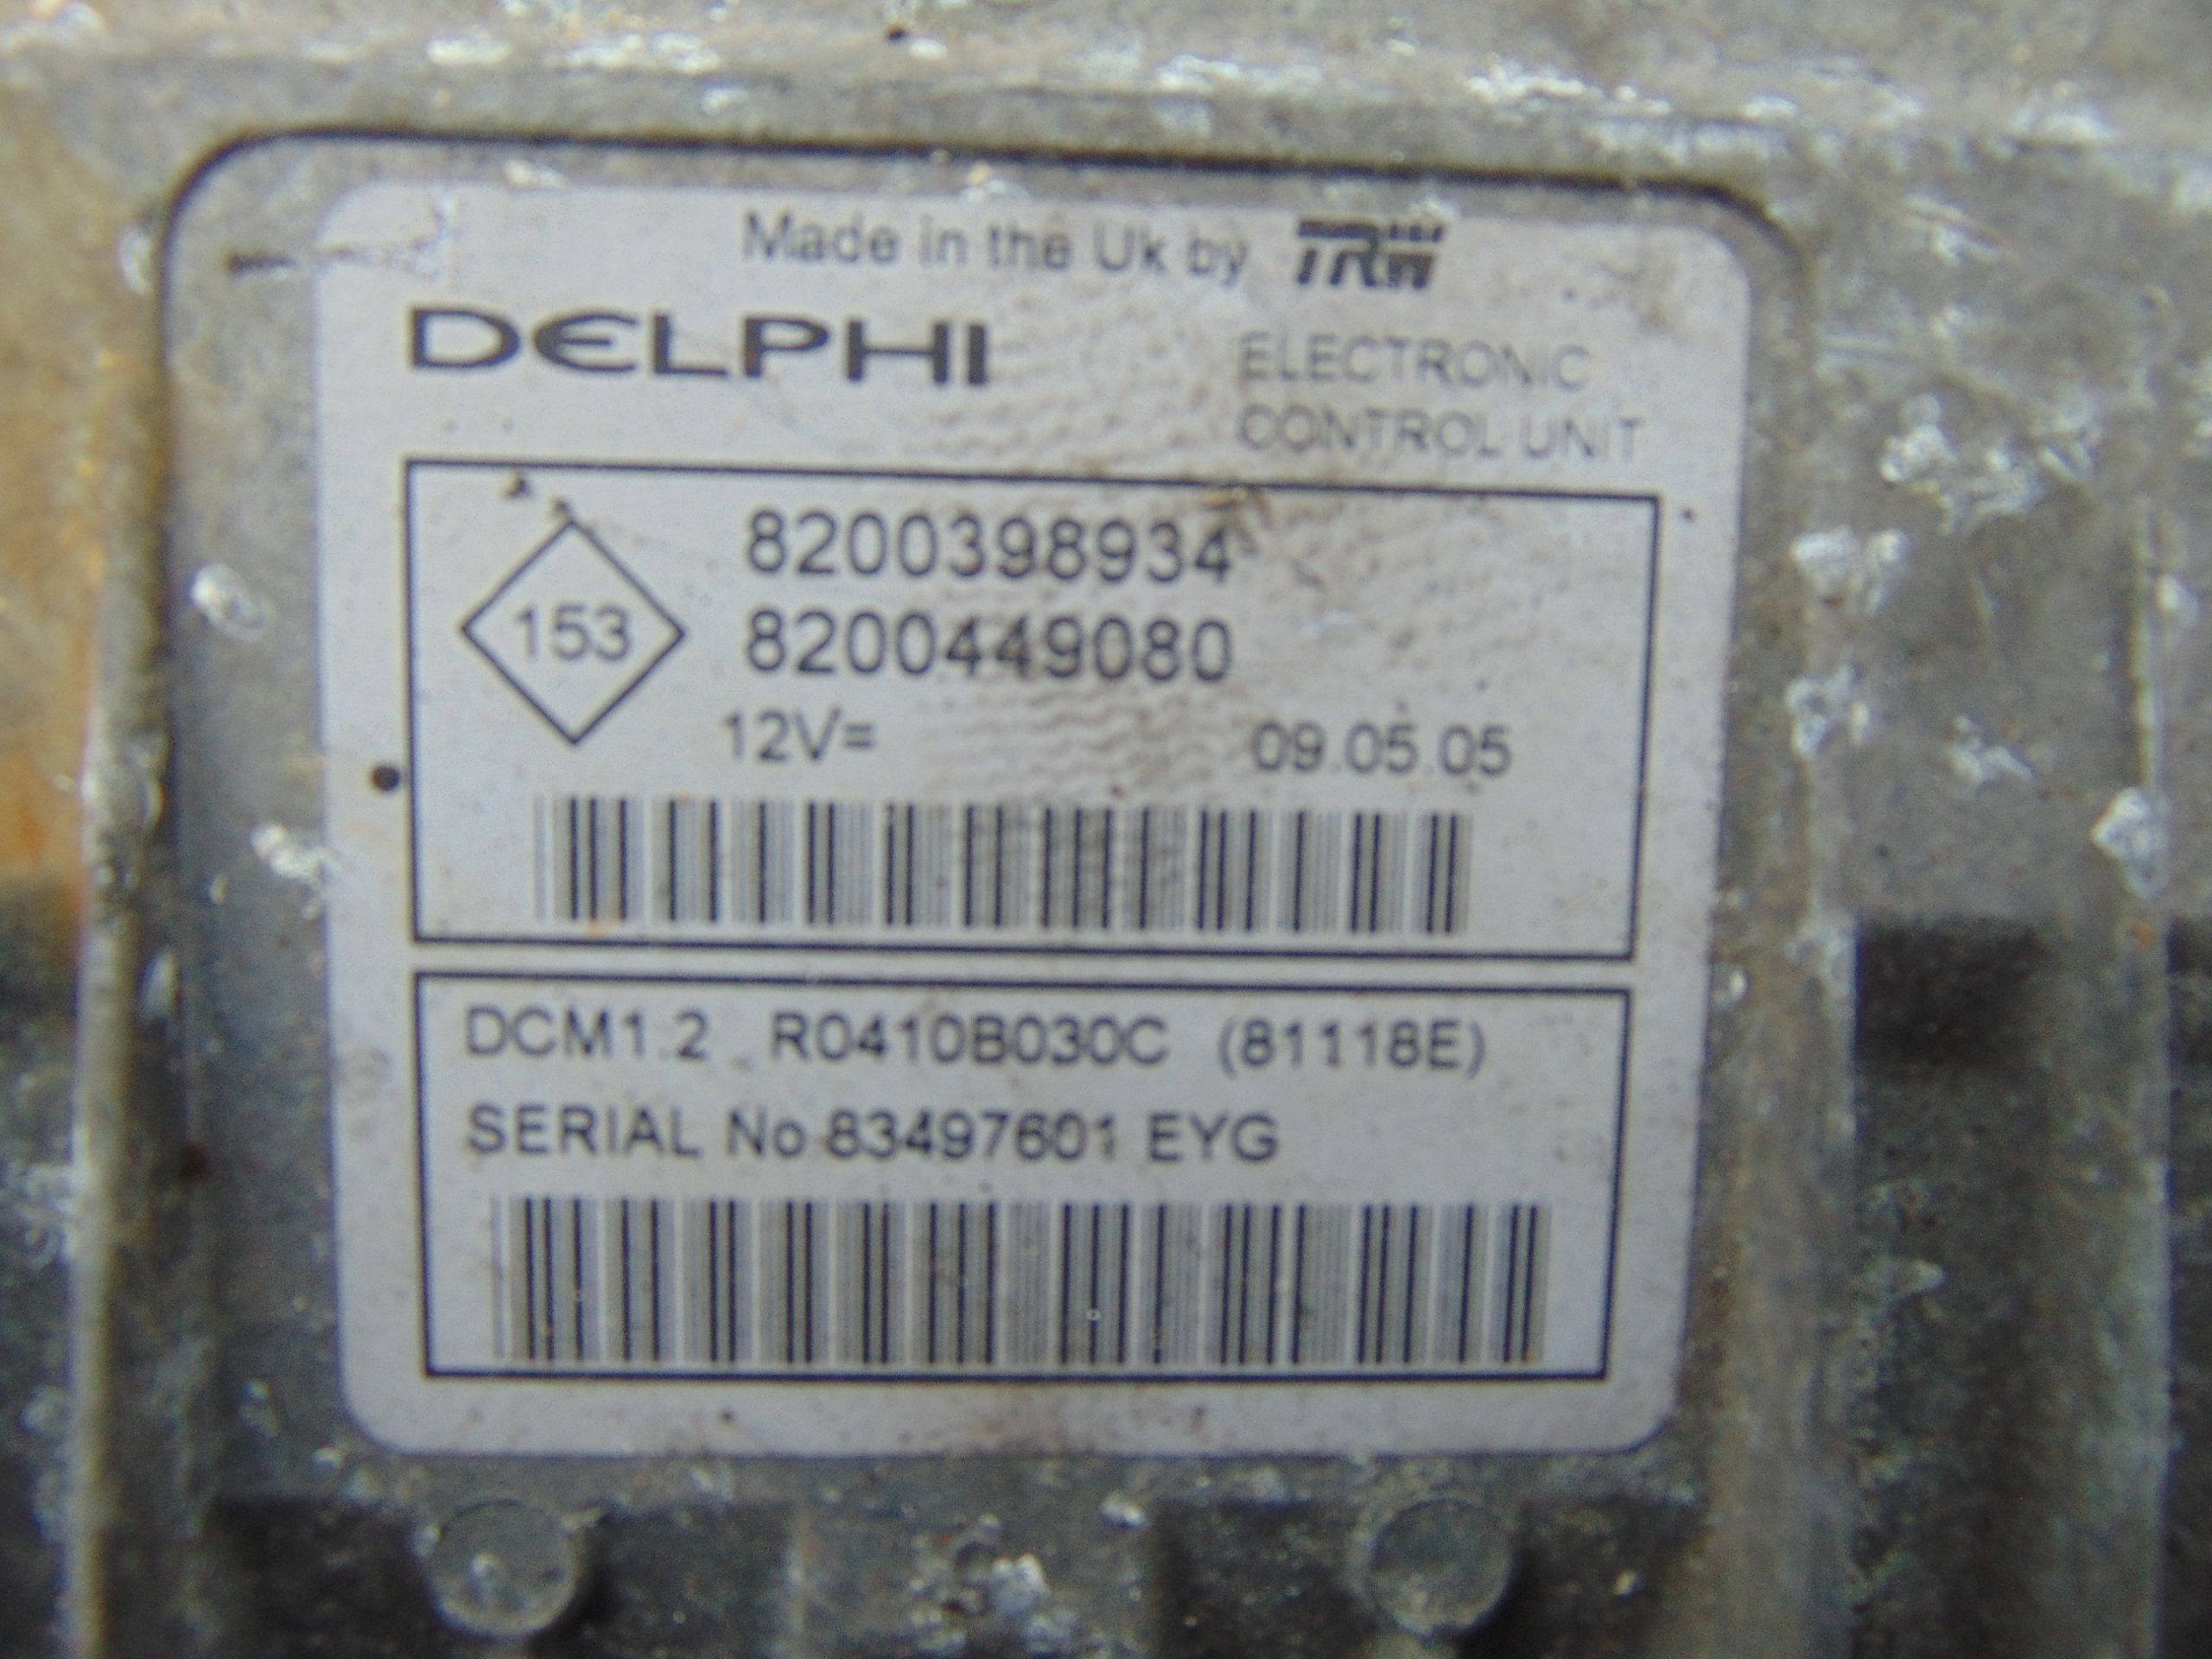 Made in the Uk by TRW
DELPHI
ELECTRONIC
CONTROL UNIT
8200398934
153
8200449080
12V=
09.05.05
DCM1.2 R0410B030C (81118E)
SERIAL No 83497601 EYG